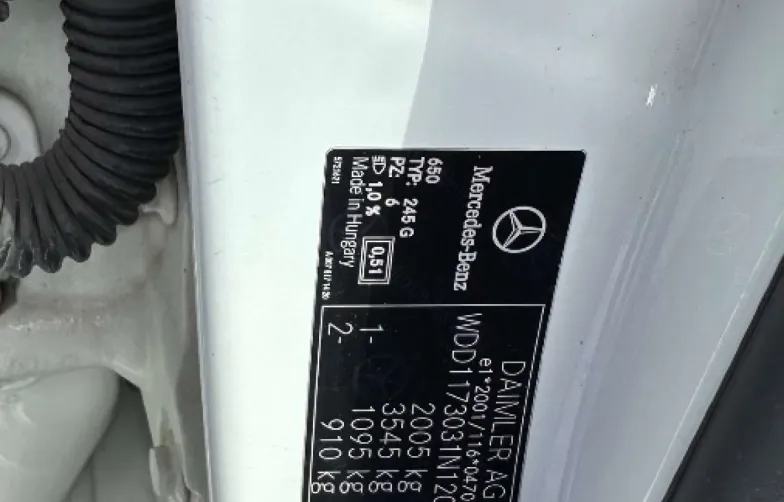 Mercedes-Benz
650
TYP: 245 G
PZ: 6
1,0 %
0,51
Made in Hungary
DAIMLER AG
e1*2001/116*0470
WDD1173031N120
2005 kg
3545 kg
1- 1095 kg
2- 910 kg